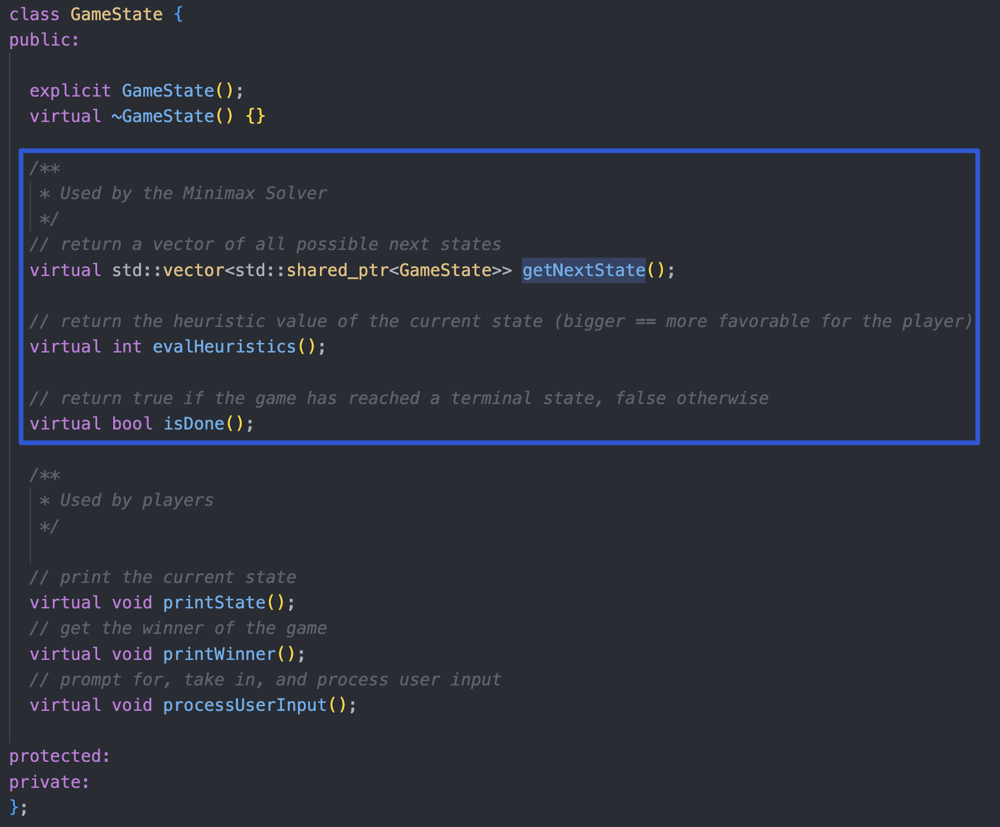 class GameState {
public:
explicit GameState();
virtual ~GameState() {}
/**
* Used by the Minimax Solver
*/
// return a vector of all possible next states
virtual std::vector<std::shared_ptr<GameState>> getNextState();
// return the heuristic value of the current state (bigger == more favorable for the player)
virtual int evalHeuristics();
// return true if the game has reached a terminal state, false otherwise
virtual bool isDone();
/**
* Used by players
*/
// print the current state
virtual void printState();
// get the winner of the game
virtual void printWinner();
// prompt for, take in, and process user input
virtual void processUserInput();
protected:
private:
};